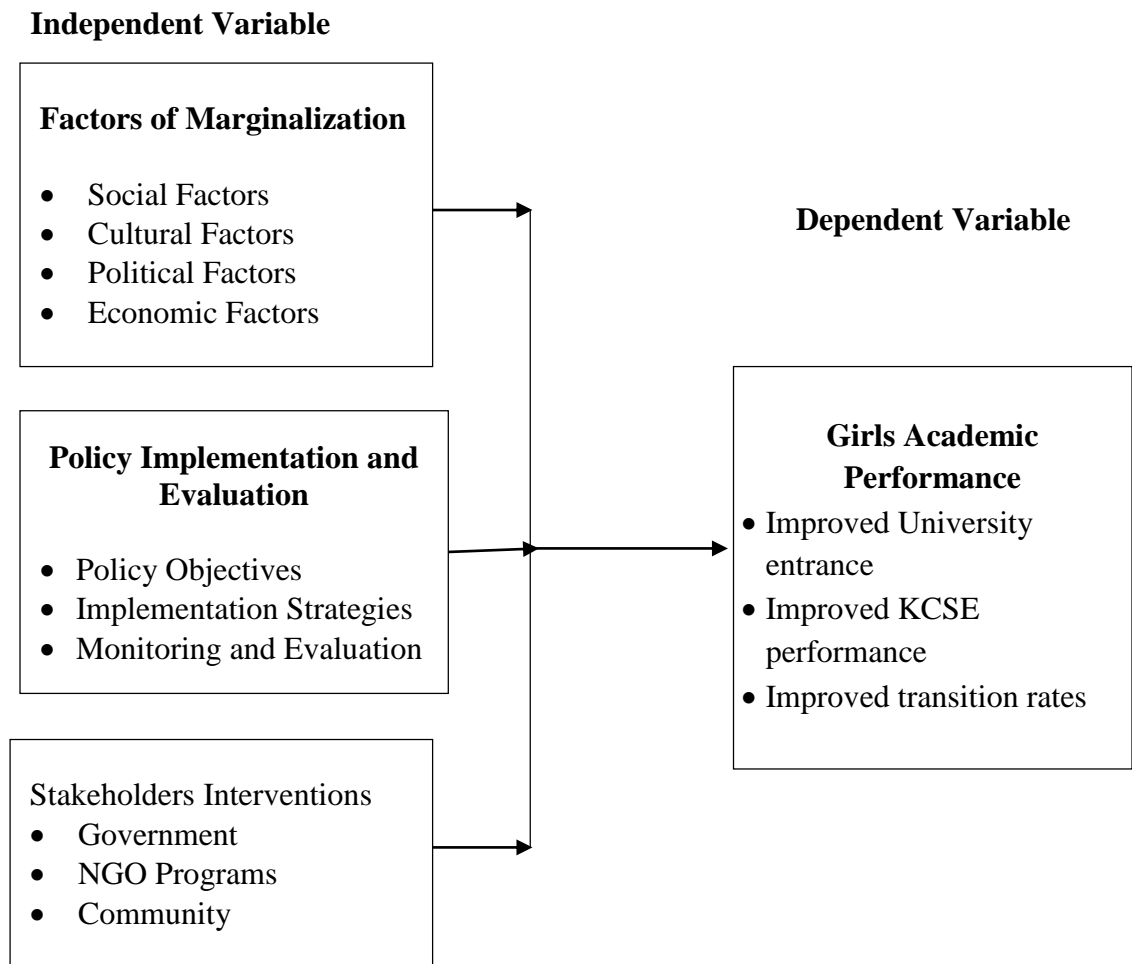 Independent Variable
Factors of Marginalization
• Social Factors
• Cultural Factors
• Political Factors
• Economic Factors
Policy Implementation and
Evaluation
• Policy Objectives
• Implementation Strategies
• Monitoring and Evaluation
Stakeholders Interventions
• Government
• NGO Programs
• Community
Dependent Variable
Girls Academic
Performance
• Improved University
entrance
• Improved KCSE
performance
• Improved transition rates